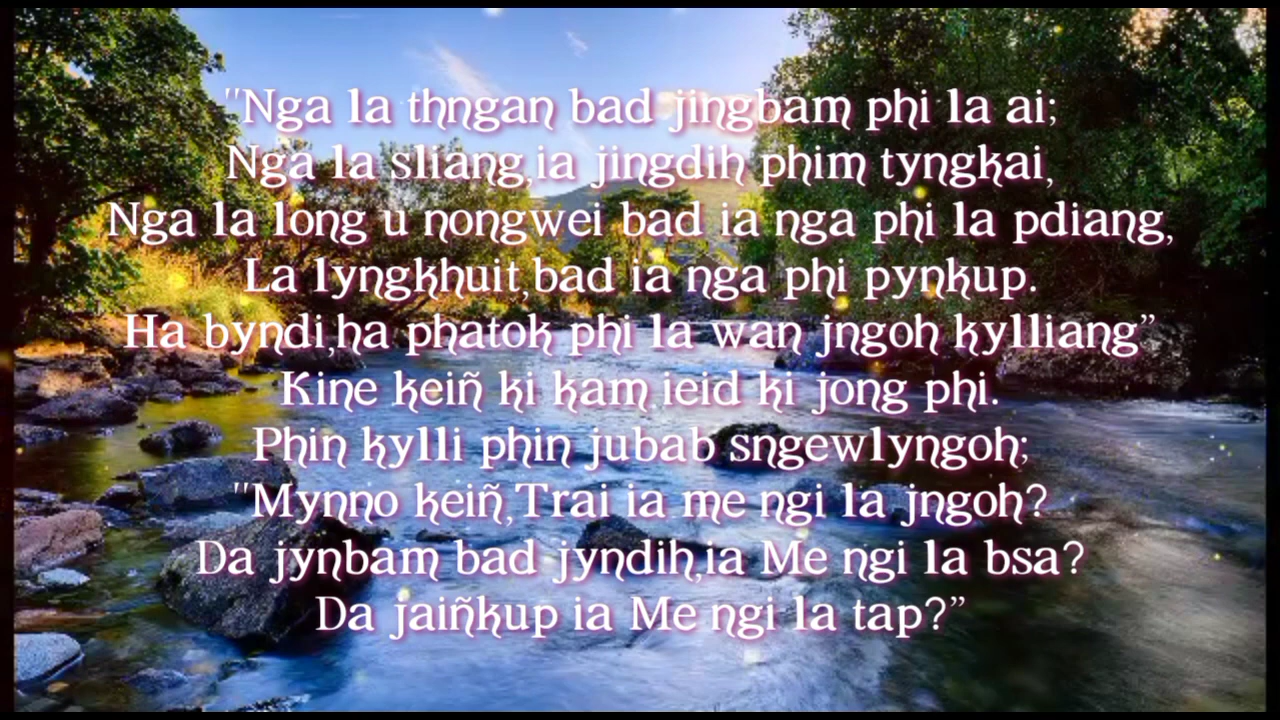 "Nga la thngan bad jingbam phi la ai;
Nga la sliang,ia jingdih phim tyngkai,
Nga la long u nongwei bad ia nga phi la pdiang,
La lyngkhuit,bad ia nga phi pynkup.
Ha byndi,ha phatok phi la wan jngoh kylliang”
Kine keiñ ki kam ieid ki jong phi.
Phin kylli phin jubab sngewlyngoh;
"Mynno keiñ,Trai ia me ngi la jngoh?
Da jynbam bad jyndih,ia Me ngi la bsa?
Da jaiñkup ia Me ngi la tap?”